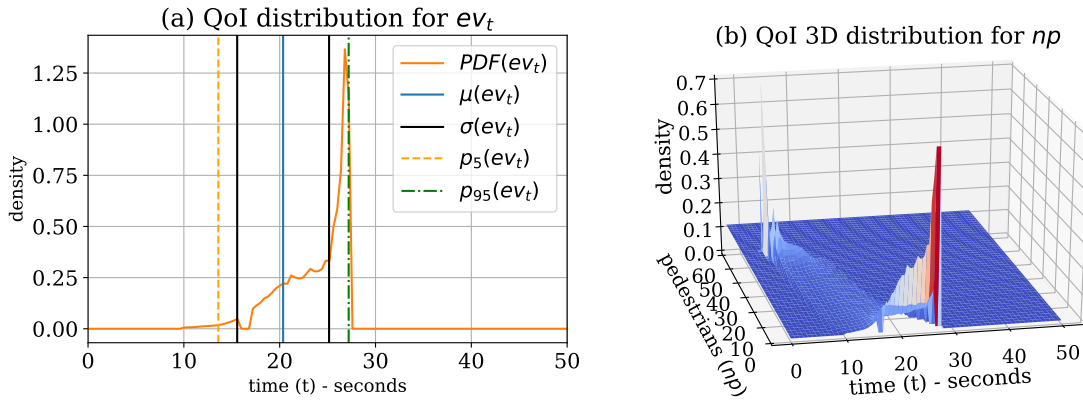 (a) QoI distribution for ev_t
density
1.25
1.00
0.75
0.50
0.25
0.00
0 10 20 30 40 50
time (t) - seconds
PDF(ev_t)
μ(ev_t)
σ(ev_t)
p_5(ev_t)
p_95(ev_t)
(b) QoI 3D distribution for np
density
0.7
0.6
0.5
0.4
0.3
0.2
0.1
0.0
pedestrians (np)
60
50
40
30
20
10
0
0 10 20 30 40 50
time (t) - seconds